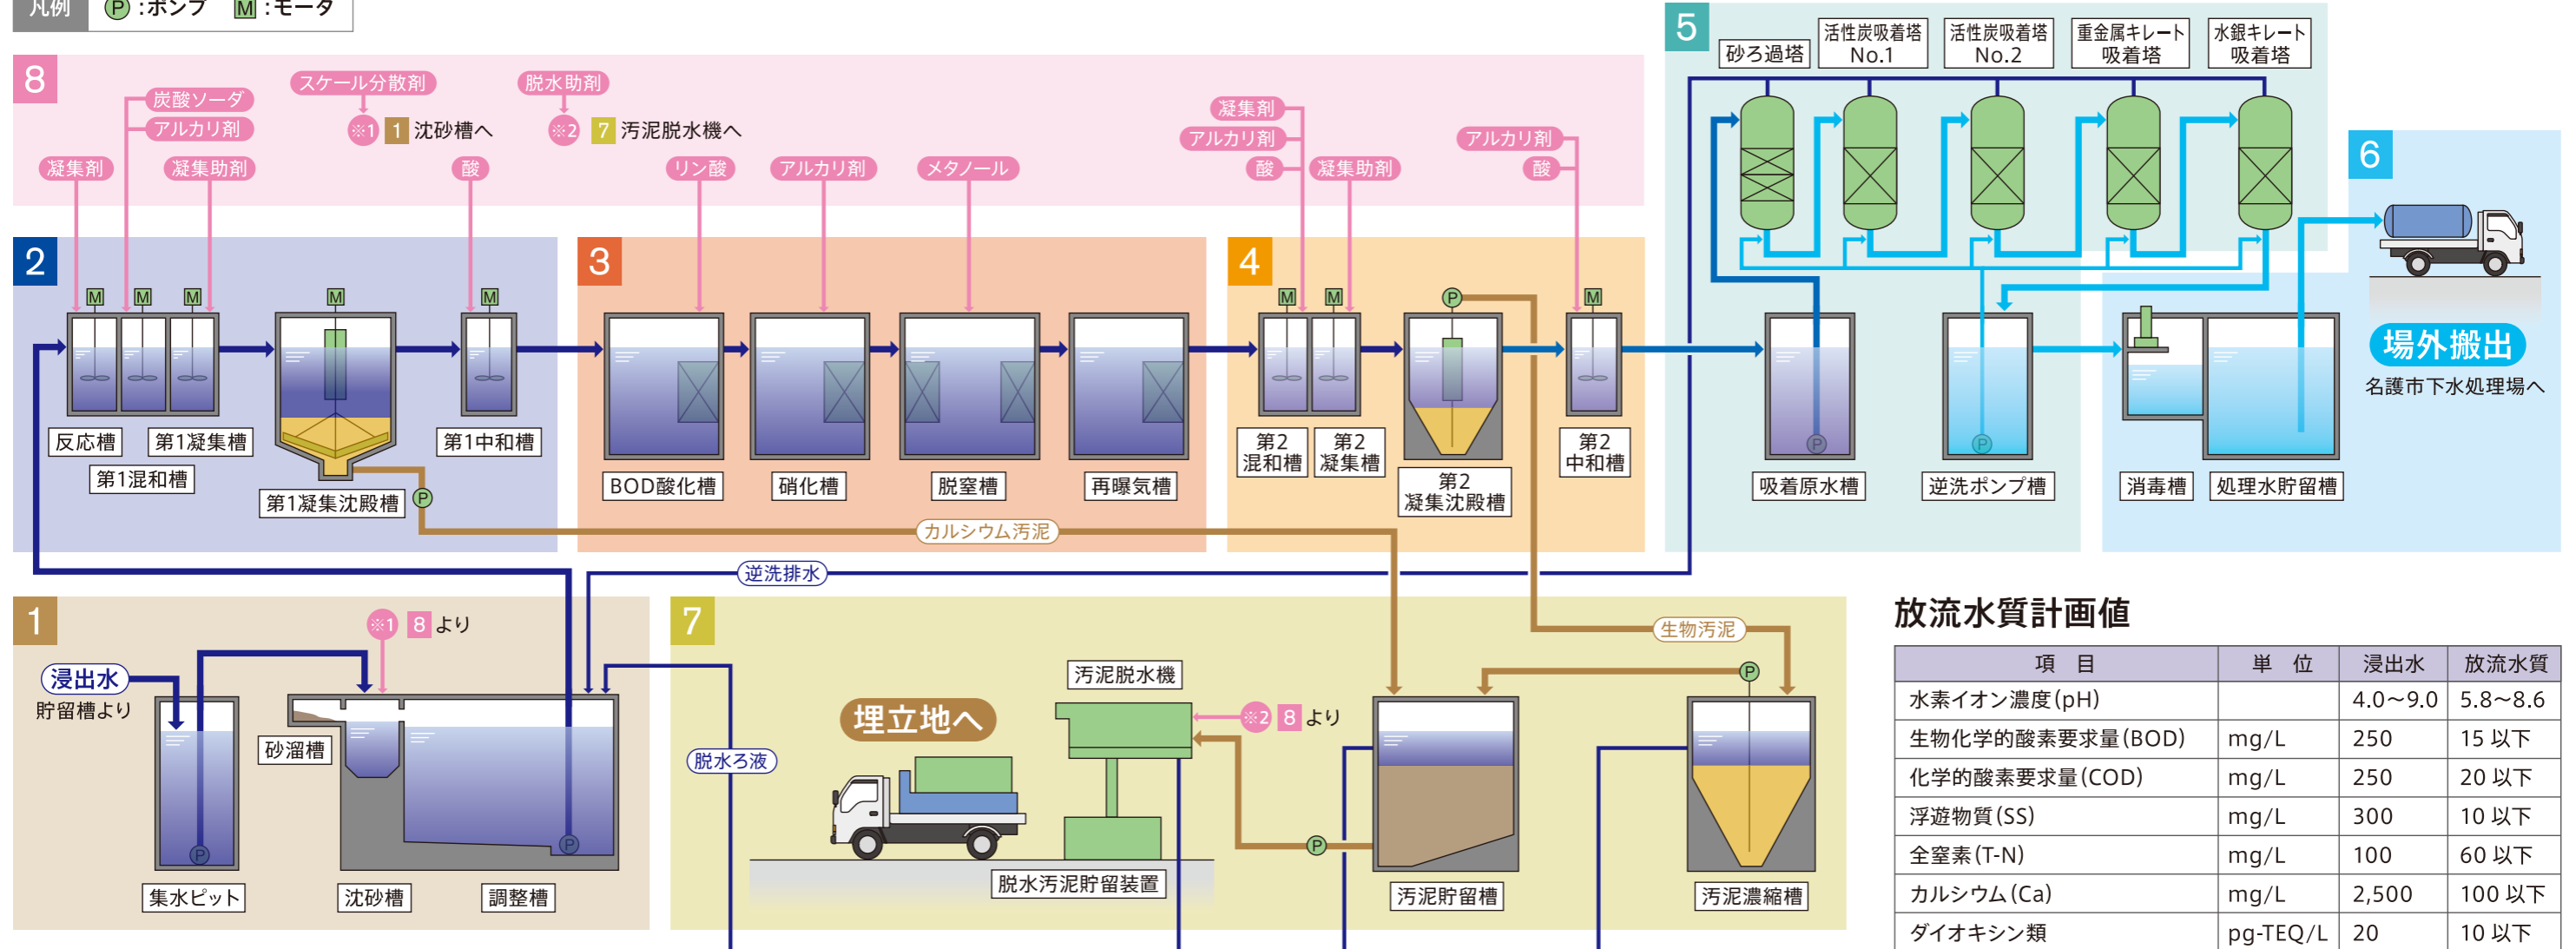 凡例 P :ポンプ M :モータ
8
炭酸ソーダ
アルカリ剤
凝集剤
凝集助剤
スケール分散剤
※1 1 沈砂槽へ
脱水助剤
※2 7 汚泥脱水機へ
酸
リン酸
アルカリ剤
メタノール
凝集剤
アルカリ剤
酸
凝集助剤
アルカリ剤
酸
2
M M M M M
反応槽
第1混和槽
第1凝集槽
第1凝集沈殿槽
P
第1中和槽
3
BOD酸化槽
硝化槽
脱窒槽
再曝気槽
カルシウム汚泥
4
M M P M
第2
混和槽
第2
凝集槽
第2
凝集沈殿槽
第2
中和槽
5
砂ろ過塔
活性炭吸着塔
No.1
活性炭吸着塔
No.2
重金属キレート
吸着塔
水銀キレート
吸着塔
P
吸着原水槽
P
逆洗ポンプ槽
6
場外搬出
名護市下水処理場へ
消毒槽
処理水貯留槽
逆洗排水
1
※1 8 より
浸出水
貯留槽より
砂溜槽
P
P
集水ピット
沈砂槽
調整槽
7
脱水ろ液
埋立地へ
汚泥脱水機
※2 8 より
脱水汚泥貯留装置
P
汚泥貯留槽
生物汚泥
P
汚泥濃縮槽
放流水質計画値
項 目 単 位 浸出水 放流水質
水素イオン濃度(pH) 4.0〜9.0 5.8〜8.6
生物化学的酸素要求量(BOD) mg/L 250 15 以下
化学的酸素要求量(COD) mg/L 250 20 以下
浮遊物質(SS) mg/L 300 10 以下
全窒素(T-N) mg/L 100 60 以下
カルシウム(Ca) mg/L 2,500 100 以下
ダイオキシン類 pg-TEQ/L 20 10 以下